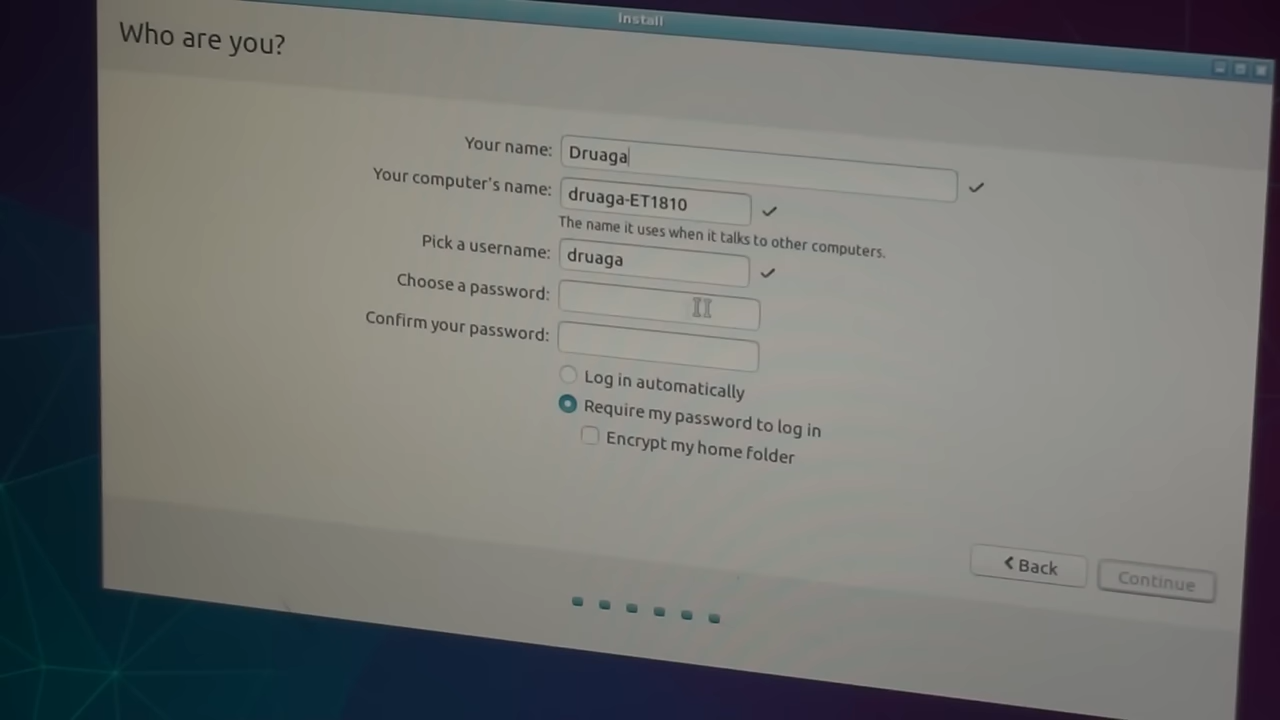 Install
Who are you?
Your name: Druaga
Your computer's name: druaga-ET1810
The name it uses when it talks to other computers.
Pick a username: druaga
Choose a password:
Confirm your password:
Log in automatically
Require my password to log in
Encrypt my home folder
Back
Continue